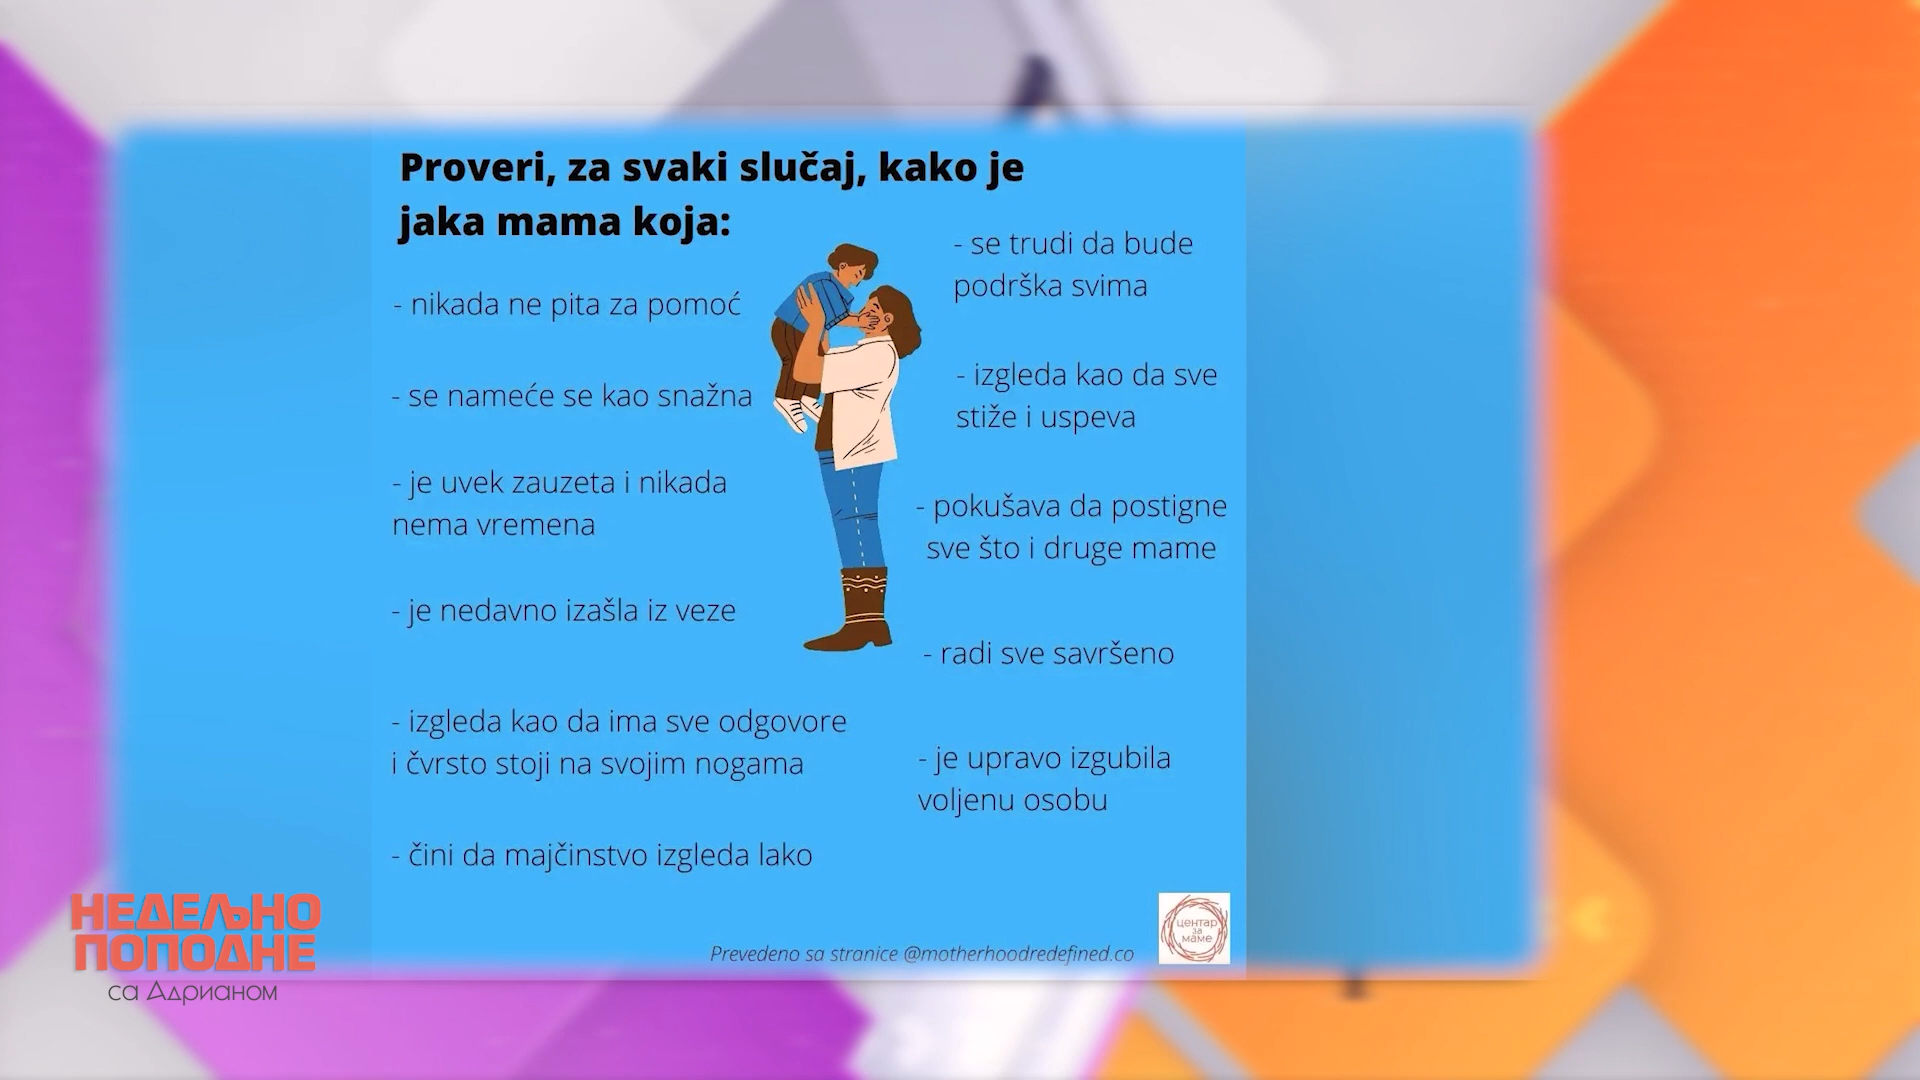 Proveri, za svaki slučaj, kako je
jaka mama koja:
- nikada ne pita za pomoć
- se nameće se kao snažna
- je uvek zauzeta i nikada
nema vremena
- je nedavno izašla iz veze
- izgleda kao da ima sve odgovore
i čvrsto stoji na svojim nogama
- čini da majčinstvo izgleda lako
- se trudi da bude
podrška svima
- izgleda kao da sve
stiže i uspeva
- pokušava da postigne
sve što i druge mame
- radi sve savršeno
- je upravo izgubila
voljenu osobu
Prevedeno sa stranice @motherhoodredefined.co
центар
за
маме
НЕДЕЉНО
ПОПОДНЕ
са Адрианом